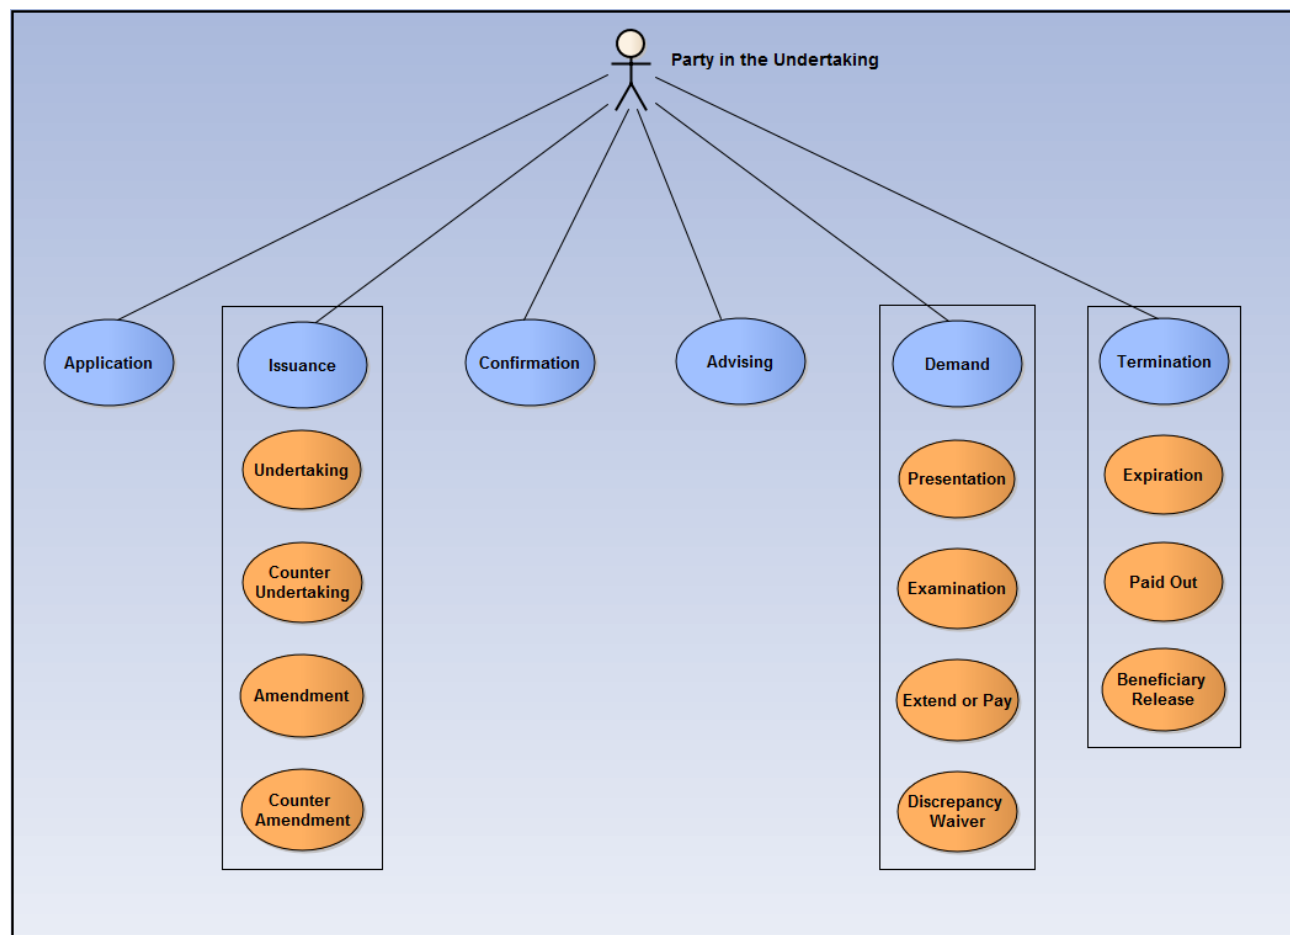 Party in the Undertaking
Application
Issuance
Confirmation
Advising
Demand
Termination
Undertaking
Counter
Undertaking
Amendment
Counter
Amendment
Presentation
Examination
Extend or Pay
Discrepancy
Waiver
Expiration
Paid Out
Beneficiary
Release